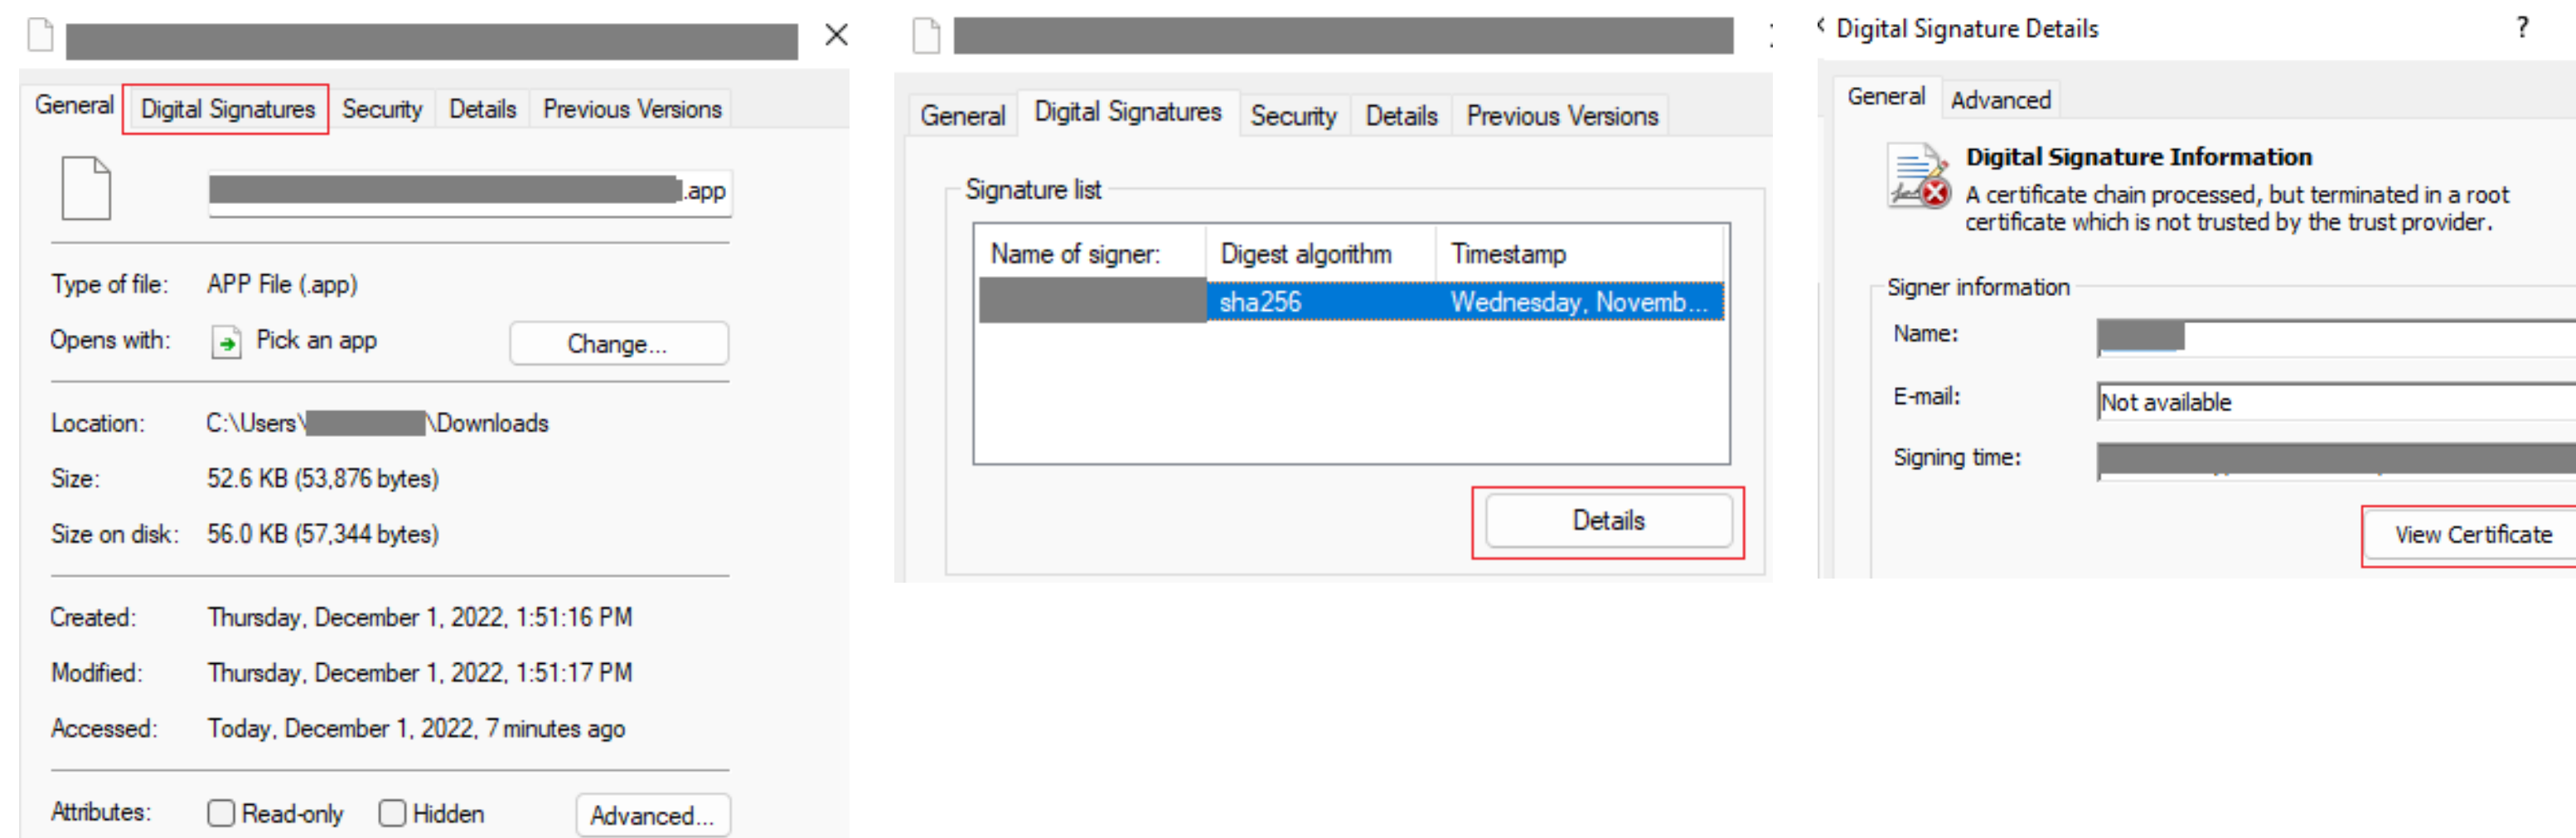 General Digital Signatures Security Details Previous Versions
.app
Type of file: APP File (.app)
Opens with: Pick an app Change...
Location: C:\Users\ \Downloads
Size: 52.6 KB (53,876 bytes)
Size on disk: 56.0 KB (57,344 bytes)
Created: Thursday, December 1, 2022, 1:51:16 PM
Modified: Thursday, December 1, 2022, 1:51:17 PM
Accessed: Today, December 1, 2022, 7 minutes ago
Attributes: Read-only Hidden Advanced...
General Digital Signatures Security Details Previous Versions
Signature list
Name of signer: Digest algorithm Timestamp
sha256 Wednesday, Novemb...
Details
Digital Signature Details ?
General Advanced
Digital Signature Information
A certificate chain processed, but terminated in a root
certificate which is not trusted by the trust provider.
Signer information
Name:
E-mail: Not available
Signing time:
View Certificate